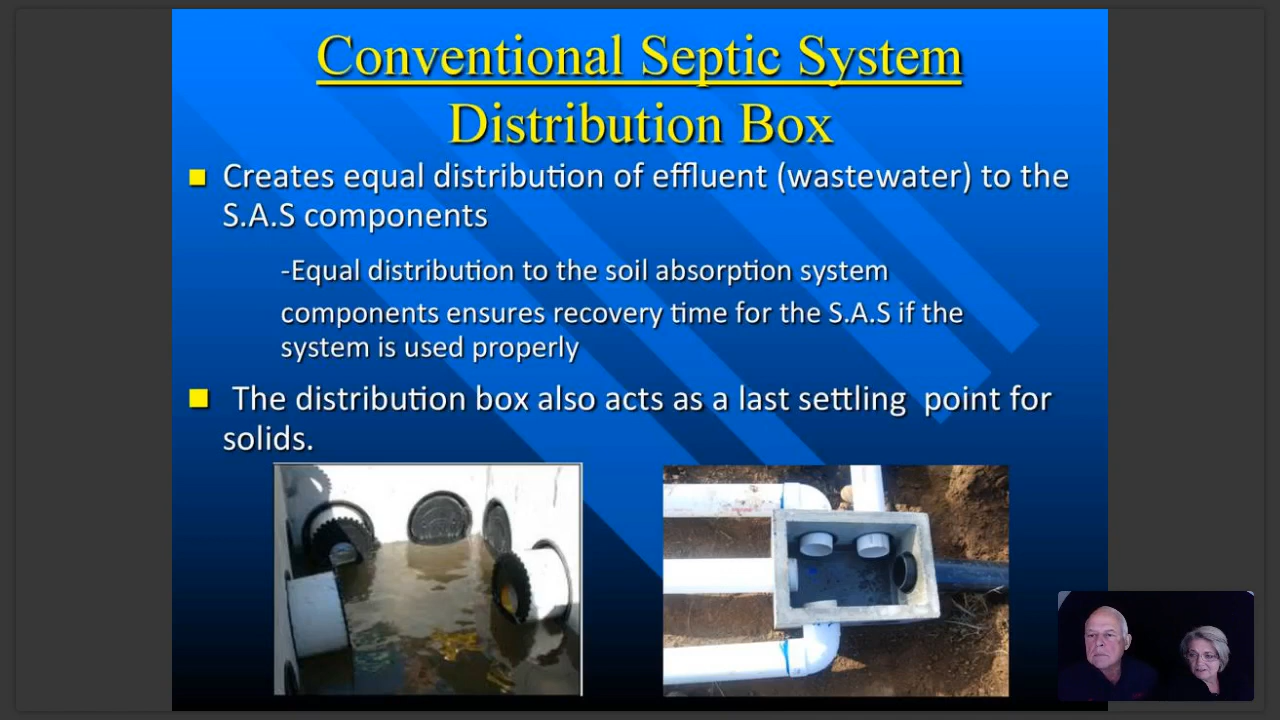 Conventional Septic System
Distribution Box
Creates equal distribution of effluent (wastewater) to the
S.A.S components
-Equal distribution to the soil absorption system
components ensures recovery time for the S.A.S if the
system is used properly
The distribution box also acts as a last settling point for
solids.